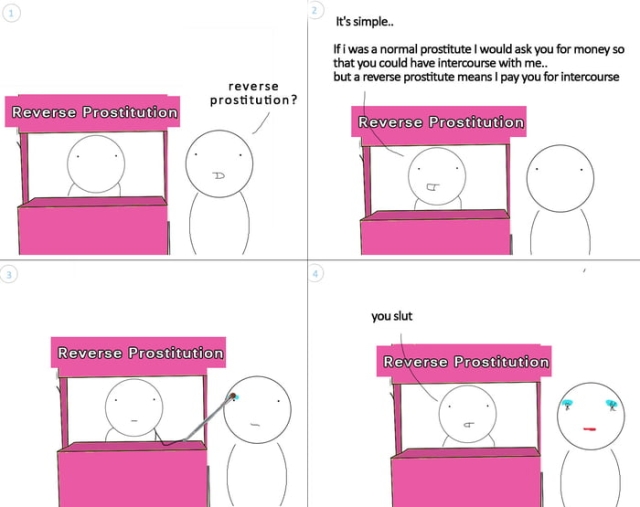 1
reverse
prostitution?
Reverse Prostitution
2
It's simple..
If i was a normal prostitute I would ask you for money so
that you could have intercourse with me..
but a reverse prostitute means I pay you for intercourse
Reverse Prostitution
3
Reverse Prostitution
4
you slut
Reverse Prostitution